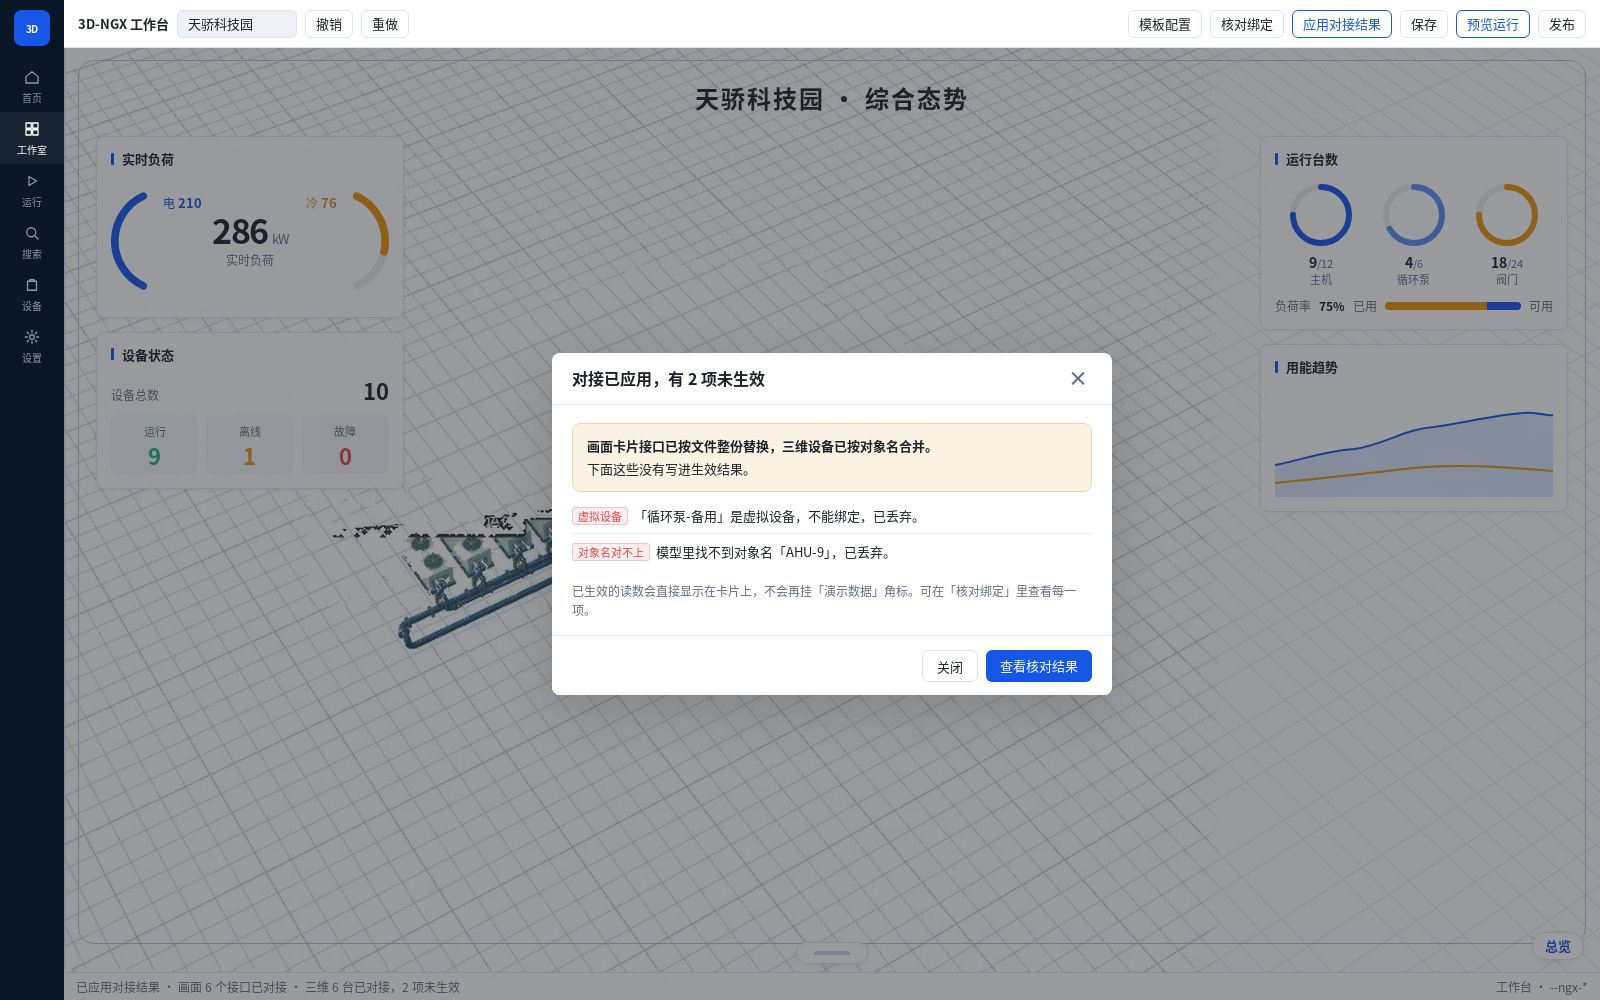 3D
3D-NGX 工作台
天骄科技园
撤销
重做
模板配置
核对绑定
应用对接结果
保存
预览运行
发布
首页
工作室
运行
搜索
设备
设置
天骄科技园 · 综合态势
实时负荷
电 210
冷 76
286 kW
实时负荷
设备状态
设备总数
10
运行
离线
故障
9
1
0
运行台数
9/12
4/6
18/24
主机
循环泵
阀门
负荷率 75% 已用
可用
用能趋势
对接已应用，有 2 项未生效
画面卡片接口已按文件整份替换，三维设备已按对象名合并。
下面这些没有写进生效结果。
虚拟设备 「循环泵-备用」是虚拟设备，不能绑定，已丢弃。
对象名对不上 模型里找不到对象名「AHU-9」，已丢弃。
已生效的读数会直接显示在卡片上，不会再挂「演示数据」角标。可在「核对绑定」里查看每一
项。
关闭
查看核对结果
总览
已应用对接结果 · 画面 6 个接口已对接 · 三维 6 台已对接，2 项未生效
工作台 · --ngx-*